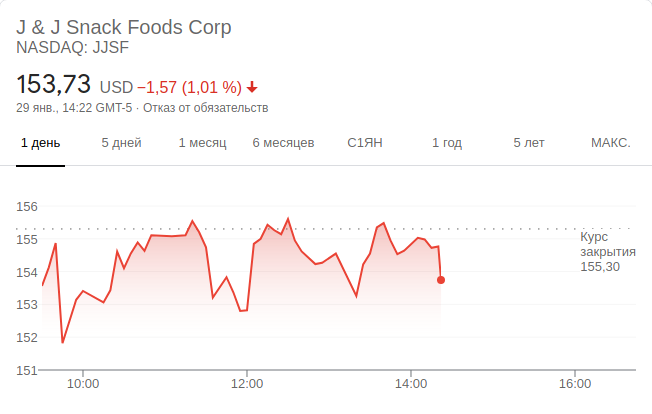 J & J Snack Foods Corp
NASDAQ: JJSF
153,73 USD −1,57 (1,01 %)
29 янв., 14:22 GMT-5 · Отказ от обязательств
1 день 5 дней 1 месяц 6 месяцев С1ЯН 1 год 5 лет МАКС.
156
155
154
153
152
151
Курс
закрытия
155,30
10:00 12:00 14:00 16:00